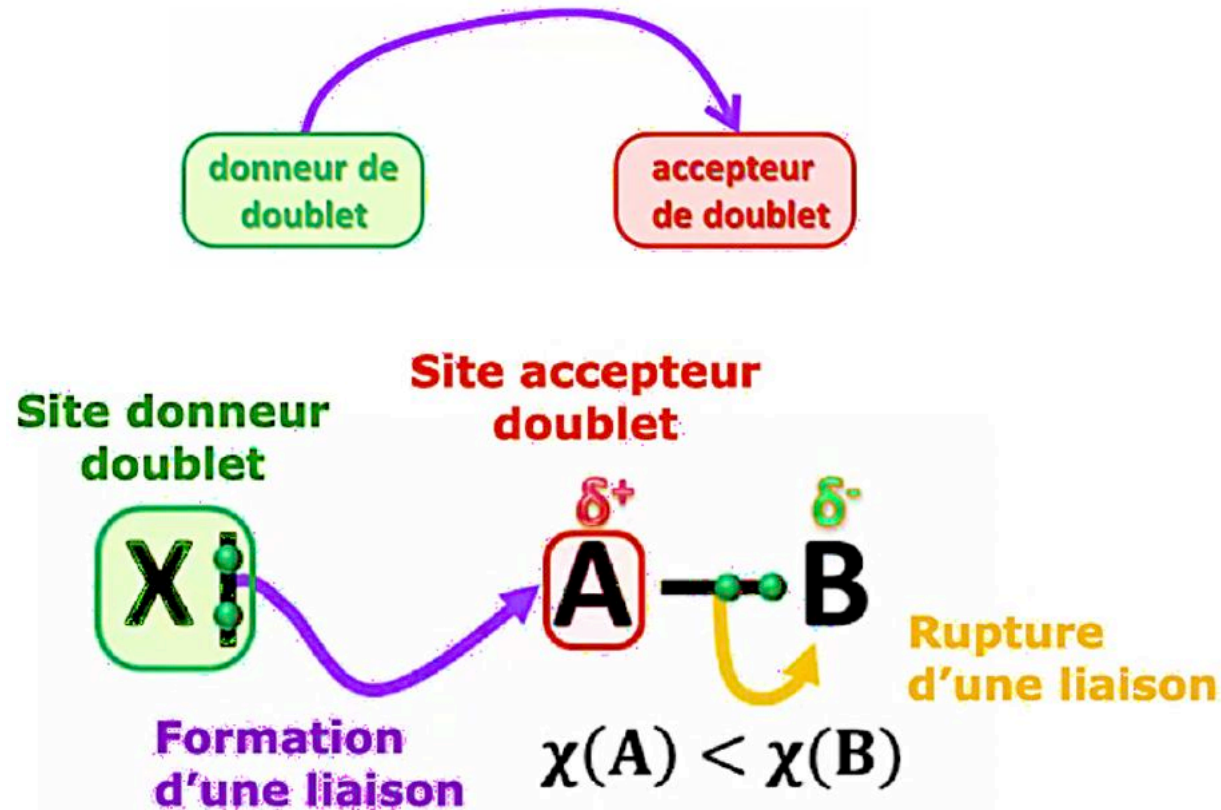 donneur de
doublet
accepteur
de doublet
Site donneur
doublet
Site accepteur
doublet
δ+
δ-
X
A
B
Rupture
d'une liaison
Formation
d'une liaison
χ(A) < χ(B)